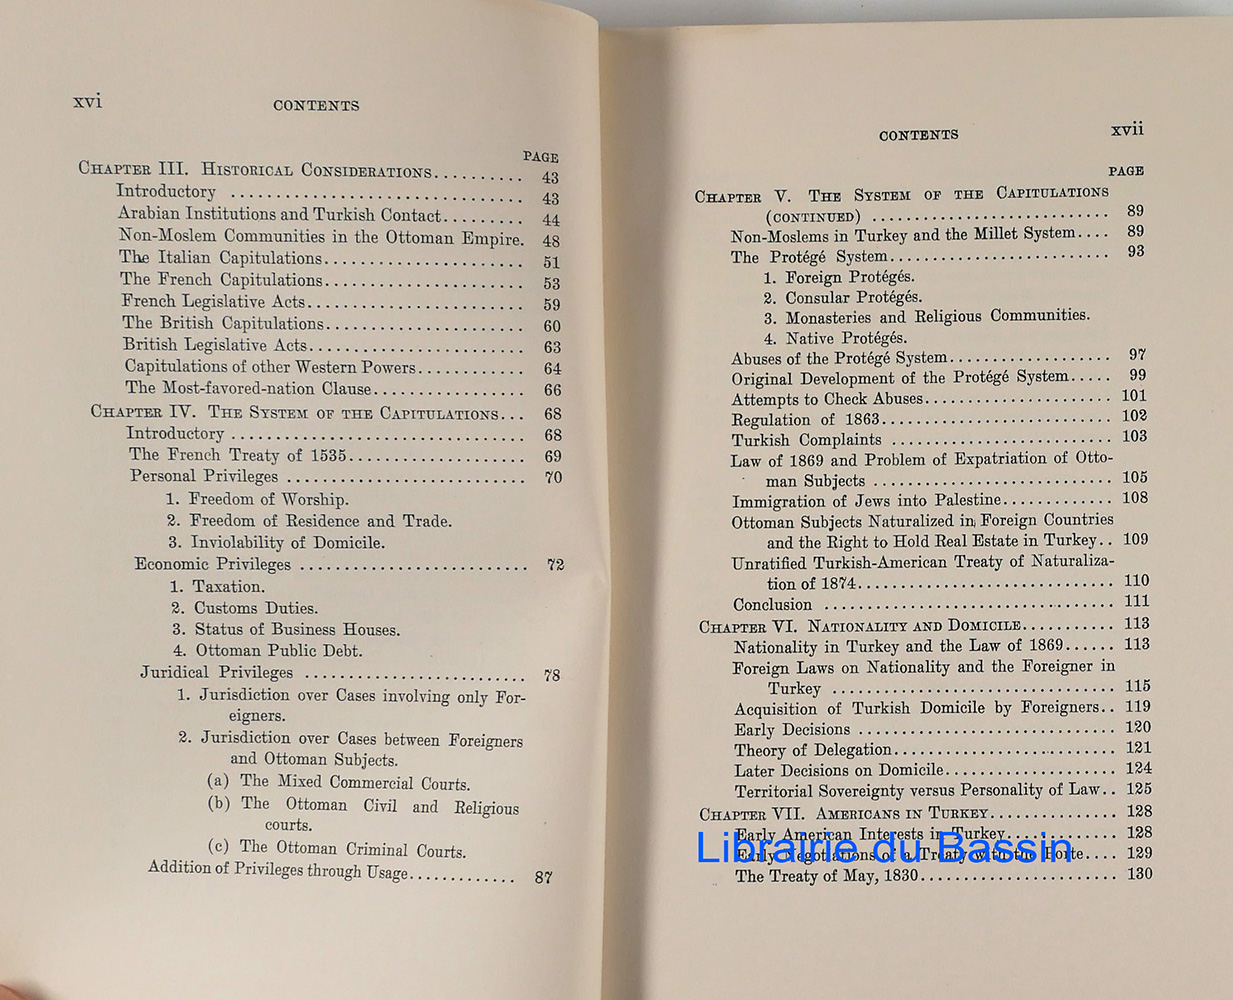 xvi
CONTENTS
PAGE
CHAPTER III. HISTORICAL CONSIDERATIONS.......... 43
Introductory ................................. 43
Arabian Institutions and Turkish Contact......... 44
Non-Moslem Communities in the Ottoman Empire. 48
The Italian Capitulations....................... 51
The French Capitulations....................... 53
French Legislative Acts......................... 59
The British Capitulations....................... 60
British Legislative Acts......................... 63
Capitulations of other Western Powers............ 64
The Most-favored-nation Clause................. 66
CHAPTER IV. THE SYSTEM OF THE CAPITULATIONS... 68
Introductory ................................. 68
The French Treaty of 1535.................... 69
Personal Privileges ........................... 70
1. Freedom of Worship.
2. Freedom of Residence and Trade.
3. Inviolability of Domicile.
Economic Privileges .......................... 72
1. Taxation.
2. Customs Duties.
3. Status of Business Houses.
4. Ottoman Public Debt.
Juridical Privileges ......................... 78
1. Jurisdiction over Cases involving only For-
eigners.
2. Jurisdiction over Cases between Foreigners
and Ottoman Subjects.
(a) The Mixed Commercial Courts.
(b) The Ottoman Civil and Religious
courts.
(c) The Ottoman Criminal Courts.
Addition of Privileges through Usage............. 87
CONTENTS
xvii
PAGE
CHAPTER V. THE SYSTEM OF THE CAPITULATIONS
(CONTINUED) ........................... 89
Non-Moslems in Turkey and the Millet System.... 89
The Protégé System......................... 93
1. Foreign Protégés.
2. Consular Protégés.
3. Monasteries and Religious Communities.
4. Native Protégés.
Abuses of the Protégé System................... 97
Original Development of the Protégé System..... 99
Attempts to Check Abuses..................... 101
Regulation of 1863.......................... 102
Turkish Complaints ......................... 103
Law of 1869 and Problem of Expatriation of Otto-
man Subjects ........................... 105
Immigration of Jews into Palestine............. 108
Ottoman Subjects Naturalized in Foreign Countries
and the Right to Hold Real Estate in Turkey.. 109
Unratified Turkish-American Treaty of Naturaliza-
tion of 1874............................. 110
Conclusion ................................. 111
CHAPTER VI. NATIONALITY AND DOMICILE........... 113
Nationality in Turkey and the Law of 1869...... 113
Foreign Laws on Nationality and the Foreigner in
Turkey ................................ 115
Acquisition of Turkish Domicile by Foreigners.. 119
Early Decisions ............................. 120
Theory of Delegation......................... 121
Later Decisions on Domicile.................... 124
Territorial Sovereignty versus Personality of Law.. 125
CHAPTER VII. AMERICANS IN TURKEY............... 128
Early American Interests in Turkey............. 128
Early Negotiations of a Treaty with the Porte.... 129
The Treaty of May, 1830...................... 130
Librairie du Bassin